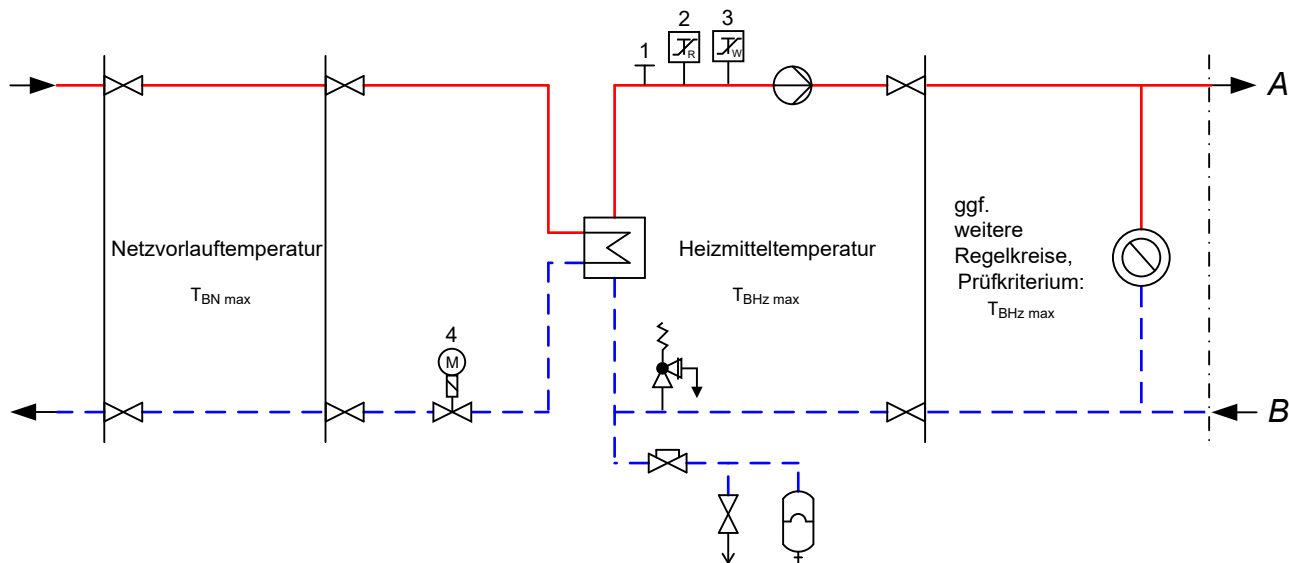 1
2
3
R
W
A
Netzvorlauftemperatur
T BN max
Heizmitteltemperatur
T BHz max
ggf.
weitere
Regelkreise,
Prüfkriterium:
T BHz max
4
M
B